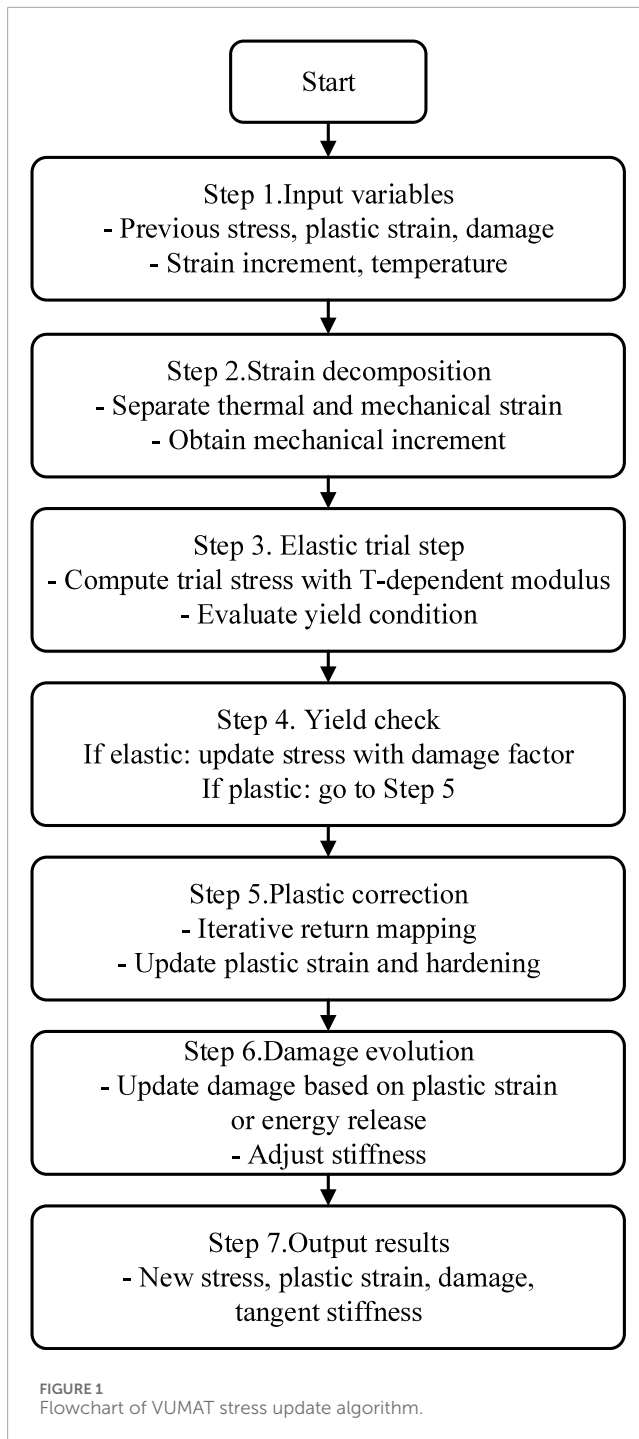 Start
Step 1.Input variables
- Previous stress, plastic strain, damage
- Strain increment, temperature
Step 2.Strain decomposition
- Separate thermal and mechanical strain
- Obtain mechanical increment
Step 3. Elastic trial step
- Compute trial stress with T-dependent modulus
- Evaluate yield condition
Step 4. Yield check
If elastic: update stress with damage factor
If plastic: go to Step 5
Step 5.Plastic correction
- Iterative return mapping
- Update plastic strain and hardening
Step 6.Damage evolution
- Update damage based on plastic strain
or energy release
- Adjust stiffness
Step 7.Output results
- New stress, plastic strain, damage,
tangent stiffness
FIGURE 1
Flowchart of VUMAT stress update algorithm.